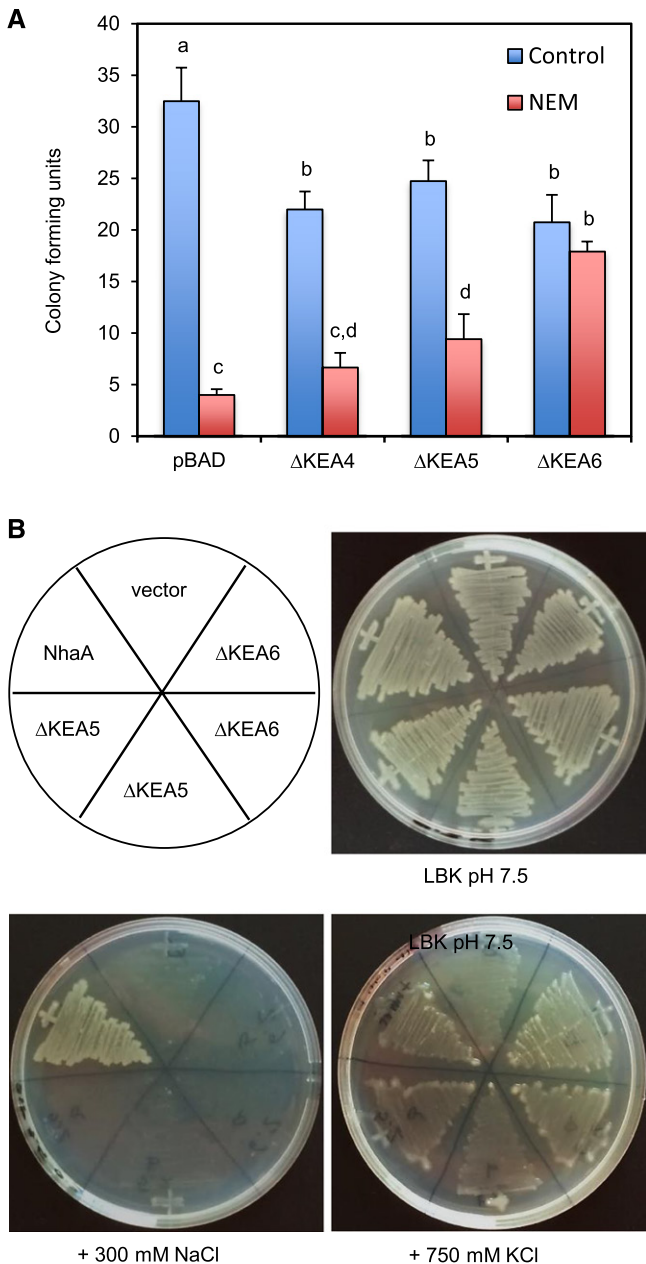 A
40
35
30
25
20
15
10
5
0
Colony forming units
Control
NEM
a
c
b
c,d
b
d
b
b
pBAD
ΔKEA4
ΔKEA5
ΔKEA6
B
vector
NhaA
ΔKEA6
ΔKEA5
ΔKEA6
ΔKEA5
LBK pH 7.5
LBK pH 7.5
+ 300 mM NaCl
+ 750 mM KCl